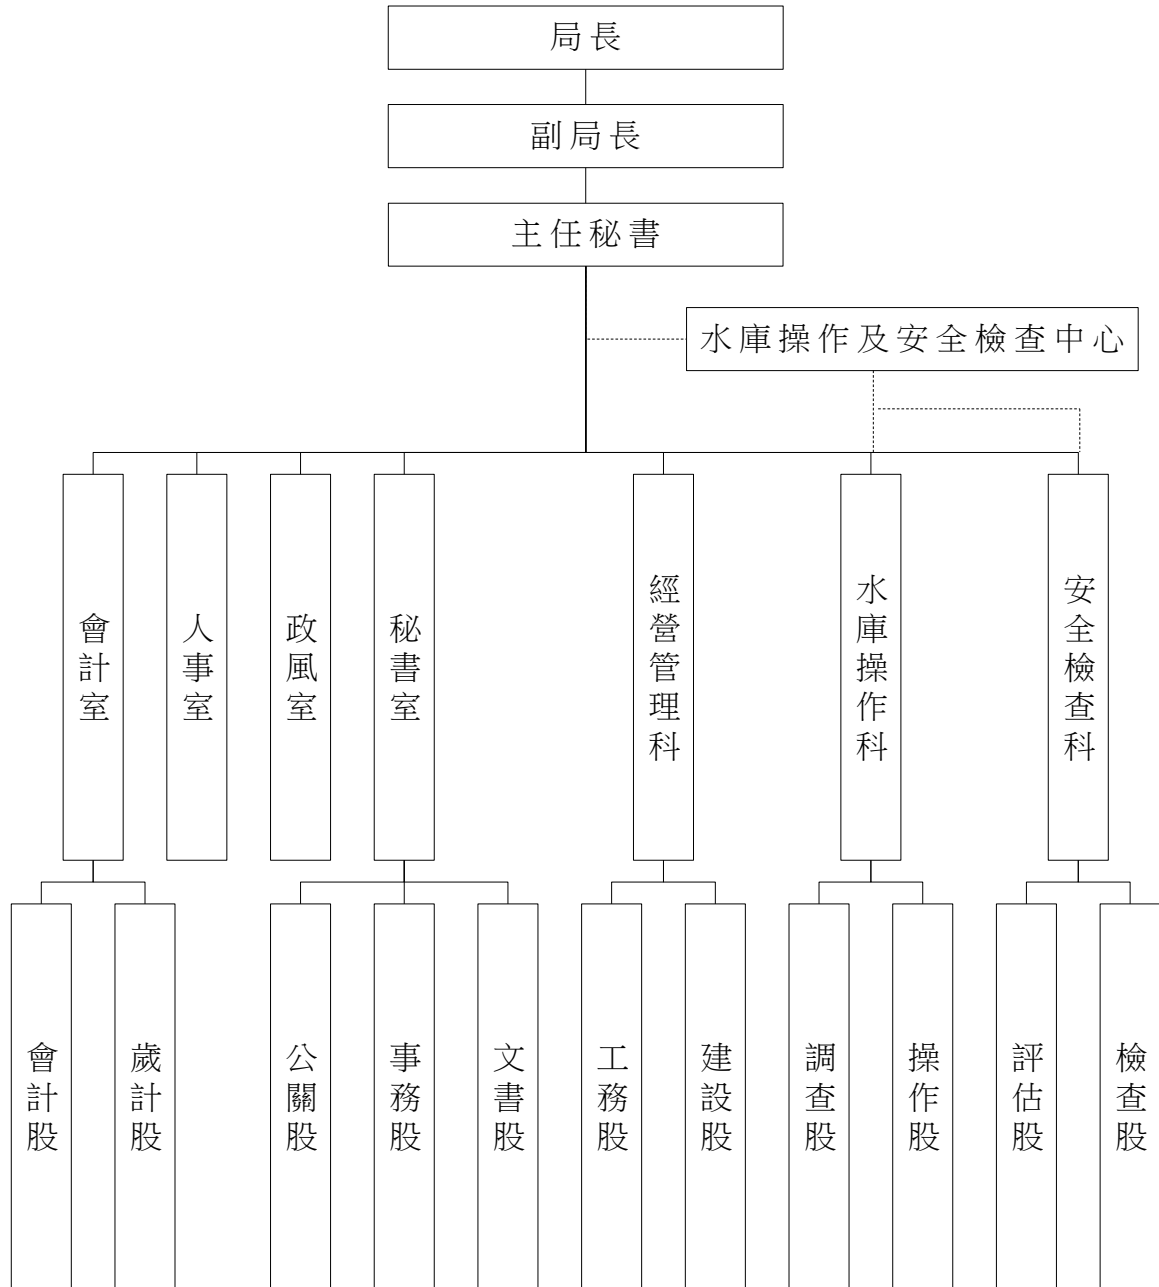 局長
副局長
主任秘書
水庫操作及安全檢查中心
會計室
人事室
政風室
秘書室
經營管理科
水庫操作科
安全檢查科
會計股
歲計股
公關股
事務股
文書股
工務股
建設股
調查股
操作股
評估股
檢查股